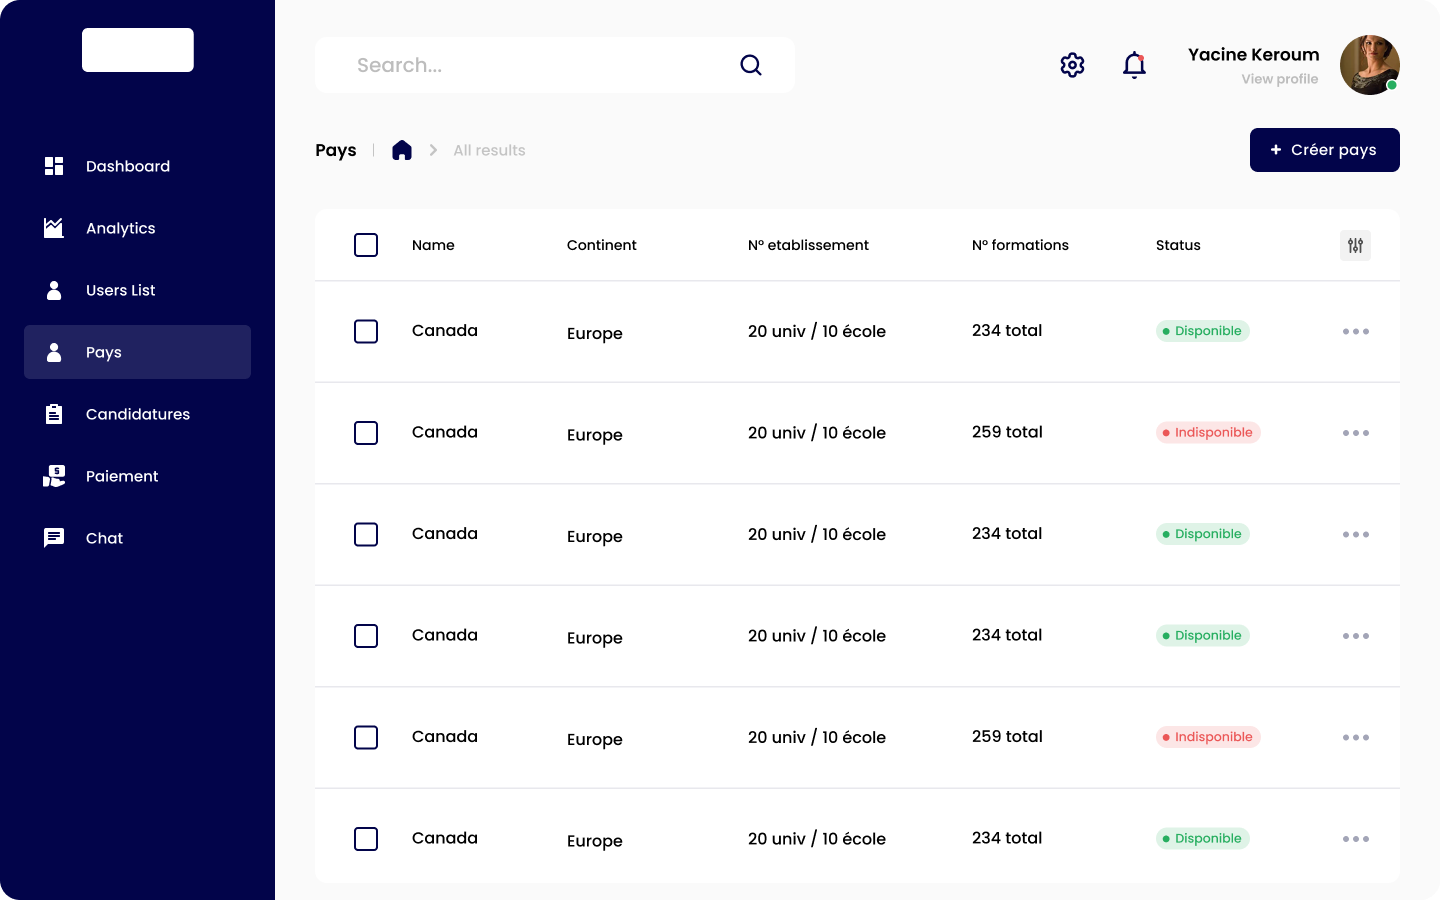 Search...
Yacine Keroum
View profile
Dashboard
Analytics
Users List
Pays
Candidatures
Paiement
Chat
Pays
All results
+ Créer pays
Name Continent N° etablissement N° formations Status
Canada Europe 20 univ / 10 école 234 total Disponible
Canada Europe 20 univ / 10 école 259 total Indisponible
Canada Europe 20 univ / 10 école 234 total Disponible
Canada Europe 20 univ / 10 école 234 total Disponible
Canada Europe 20 univ / 10 école 259 total Indisponible
Canada Europe 20 univ / 10 école 234 total Disponible